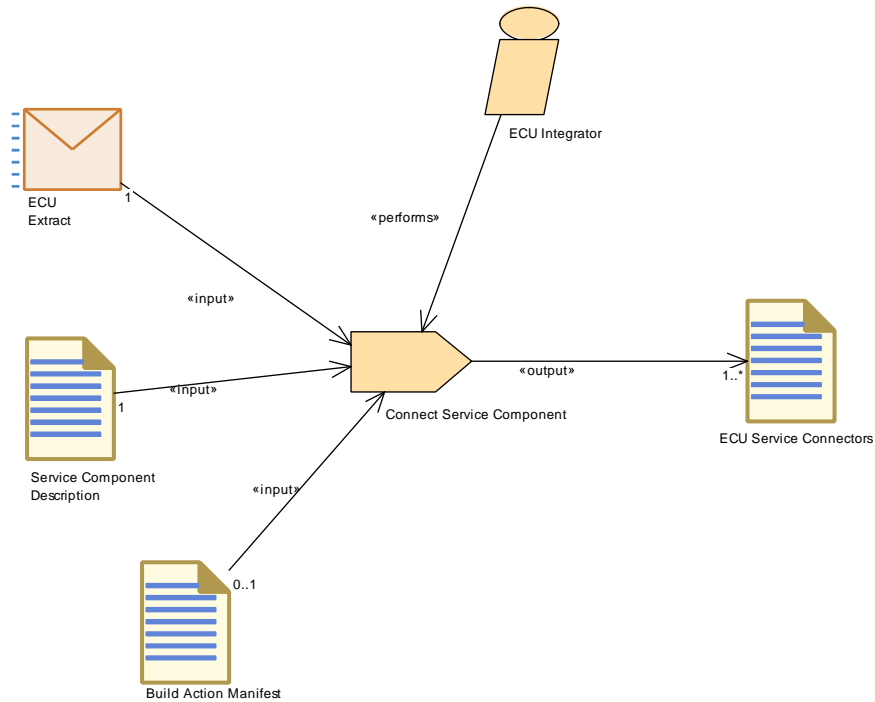 ECU Integrator
«performs»
1
ECU
Extract
«input»
«input»
1
«output»
1..*
Connect Service Component
ECU Service Connectors
Service Component
Description
«input»
0..1
Build Action Manifest